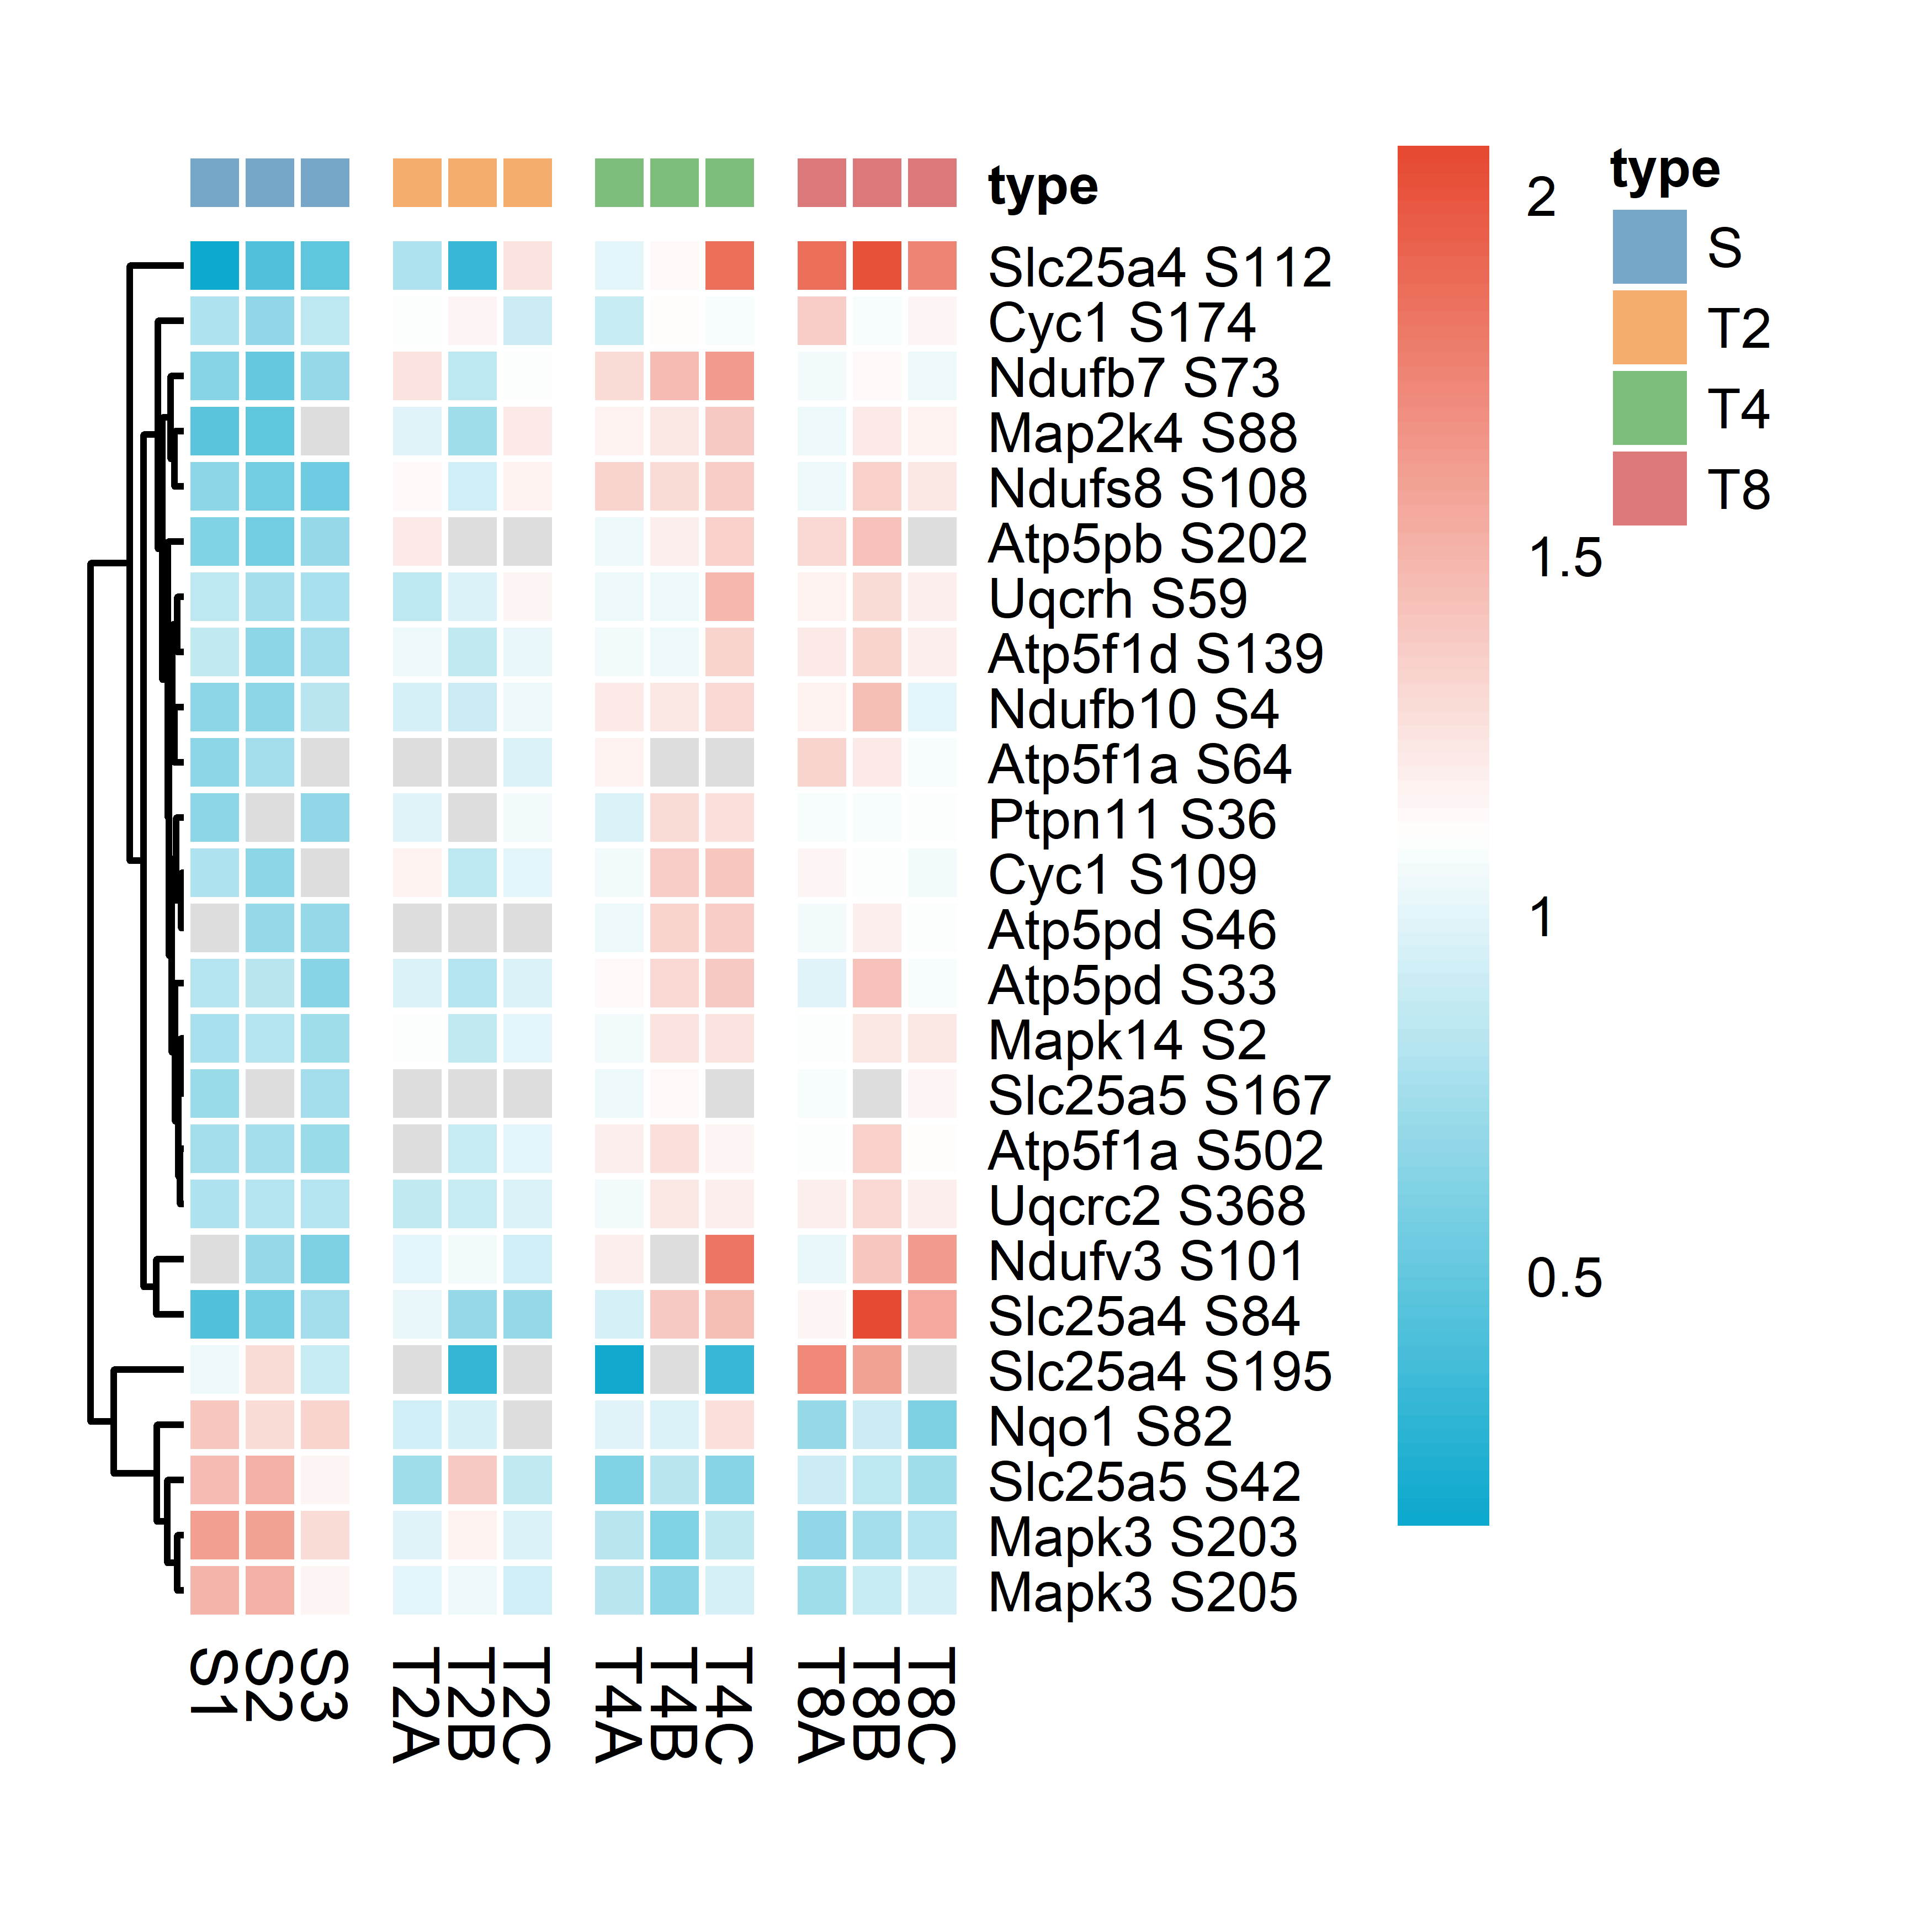 type
Slc25a4 S112
Cyc1 S174
Ndufb7 S73
Map2k4 S88
Ndufs8 S108
Atp5pb S202
Uqcrh S59
Atp5f1d S139
Ndufb10 S4
Atp5f1a S64
Ptpn11 S36
Cyc1 S109
Atp5pd S46
Atp5pd S33
Mapk14 S2
Slc25a5 S167
Atp5f1a S502
Uqcrc2 S368
Ndufv3 S101
Slc25a4 S84
Slc25a4 S195
Nqo1 S82
Slc25a5 S42
Mapk3 S203
Mapk3 S205
S1
S2
S3
T2A
T2B
T2C
T4A
T4B
T4C
T8A
T8B
T8C
2
1.5
1
0.5
type
S
T2
T4
T8